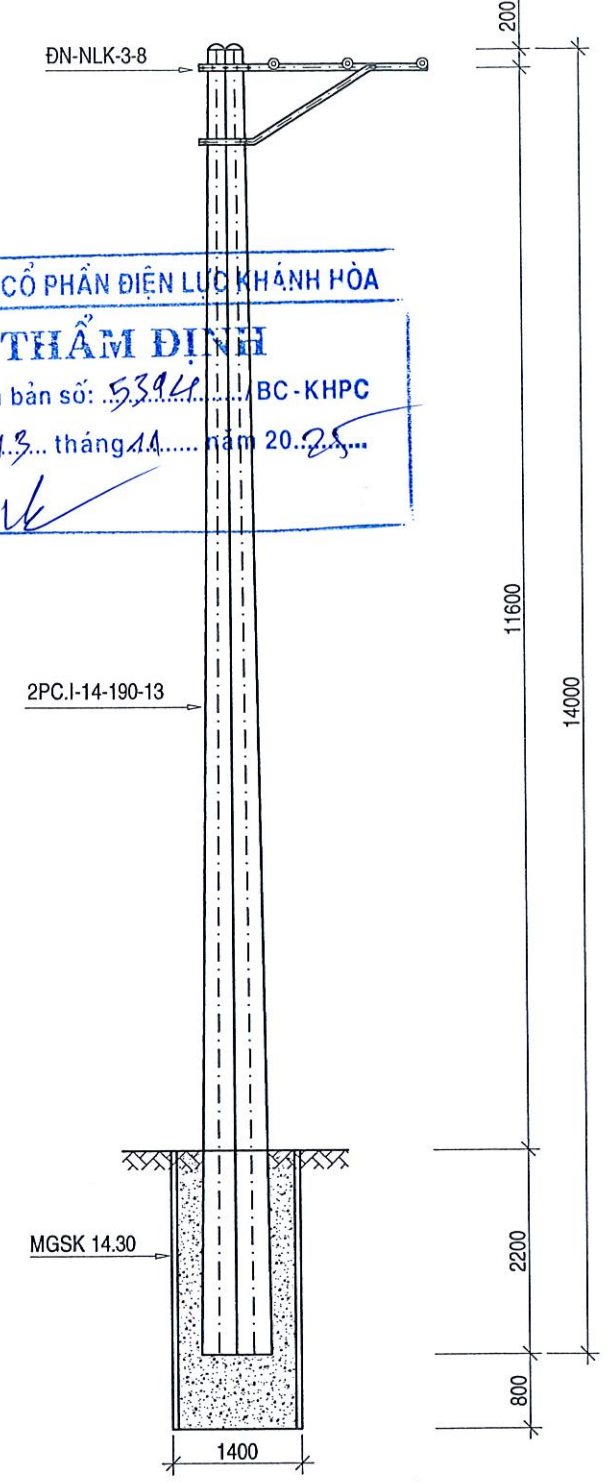 200
ĐN-NLK-3-8
CỔ PHẦN ĐIỆN LỰC KHÁNH HÒA
THẨM ĐỊNH
bản số: 5394/BC-KHPC
tháng 11 năm 2025
11600
14000
2PC.I-14-190-13
MGSK 14.30
2200
800
1400